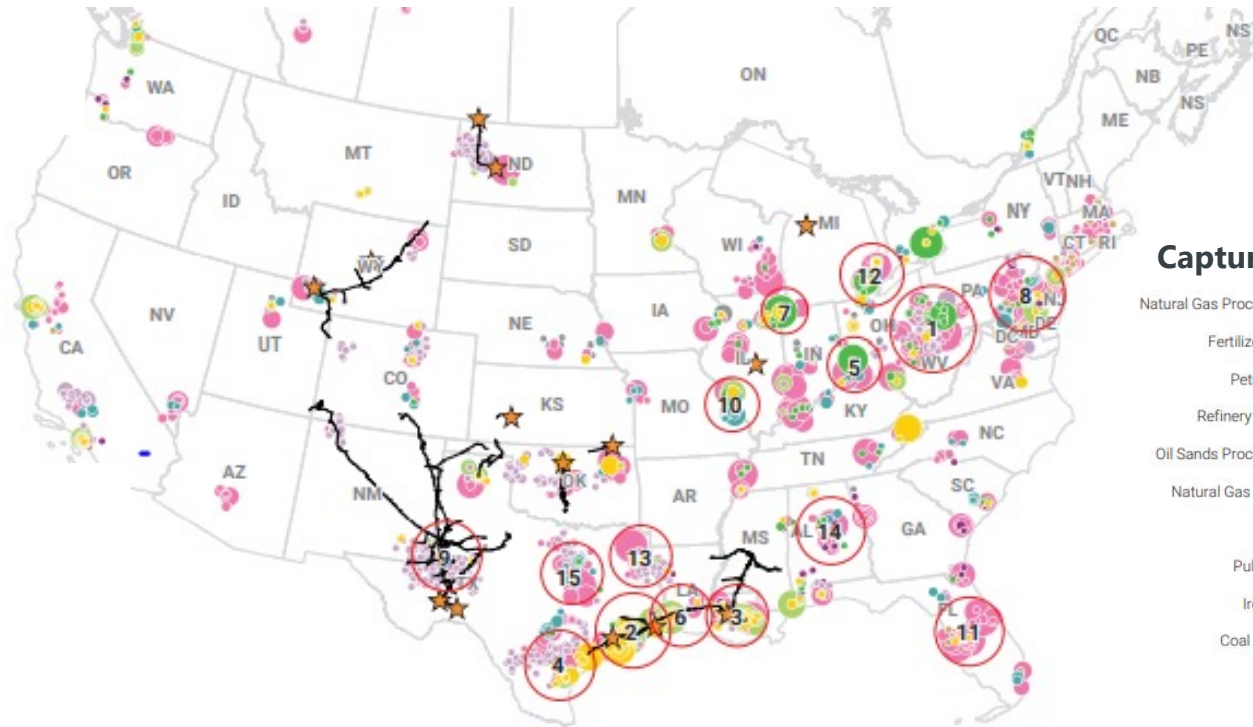 QC
PE
NS
NB
NS
ON
WA
ME
MT
ND
OR
MN
VT
NH
ID
MI
NY
MA
WI
SD
CT
RI
WY
Captur
12
PA
8
Natural Gas Proc
IA
7
NJ
NE
OH
1
NV
DE
Fertilize
UT
IL
IN
DC
MD
CA
5
WV
CO
Pet
VA
KS
MO
10
KY
Refinery
NC
TN
Oil Sands Proc
AZ
OK
NM
AR
SC
Natural Gas
MS
AL
14
GA
9
13
15
Pul
LA
FL
Ir
6
3
2
11
Coal
4